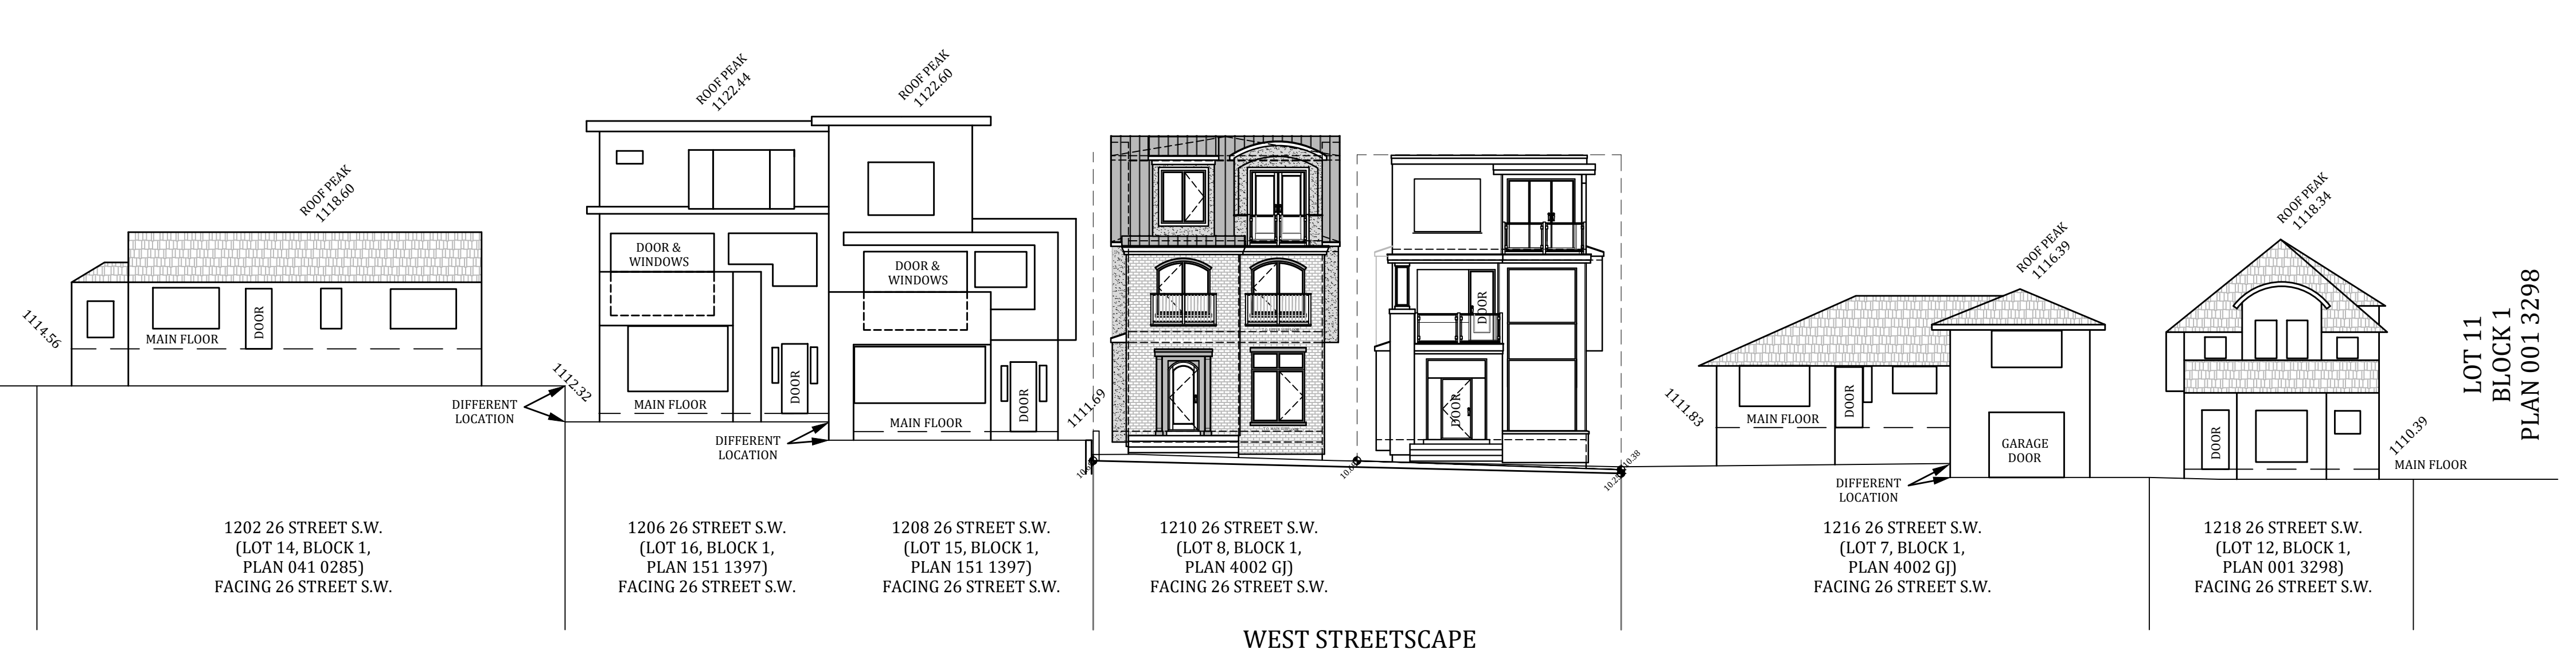 ROOF PEAK
1118.60
1114.56
MAIN FLOOR
DOOR
DIFFERENT
LOCATION
1112.32
ROOF PEAK
1122.44
DOOR &
WINDOWS
MAIN FLOOR
DOOR
DIFFERENT
LOCATION
ROOF PEAK
1122.60
DOOR &
WINDOWS
MAIN FLOOR
DOOR
1111.69
DOOR
DOOR
10.38
1111.83
MAIN FLOOR
DOOR
DIFFERENT
LOCATION
ROOF PEAK
1116.39
GARAGE
DOOR
ROOF PEAK
1118.34
DOOR
1110.39
MAIN FLOOR
LOT 11
BLOCK 1
PLAN 001 3298
1202 26 STREET S.W.
(LOT 14, BLOCK 1,
PLAN 041 0285)
FACING 26 STREET S.W.
1206 26 STREET S.W.
(LOT 16, BLOCK 1,
PLAN 151 1397)
FACING 26 STREET S.W.
1208 26 STREET S.W.
(LOT 15, BLOCK 1,
PLAN 151 1397)
FACING 26 STREET S.W.
1210 26 STREET S.W.
(LOT 8, BLOCK 1,
PLAN 4002 GJ)
FACING 26 STREET S.W.
1216 26 STREET S.W.
(LOT 7, BLOCK 1,
PLAN 4002 GJ)
FACING 26 STREET S.W.
1218 26 STREET S.W.
(LOT 12, BLOCK 1,
PLAN 001 3298)
FACING 26 STREET S.W.
WEST STREETSCAPE